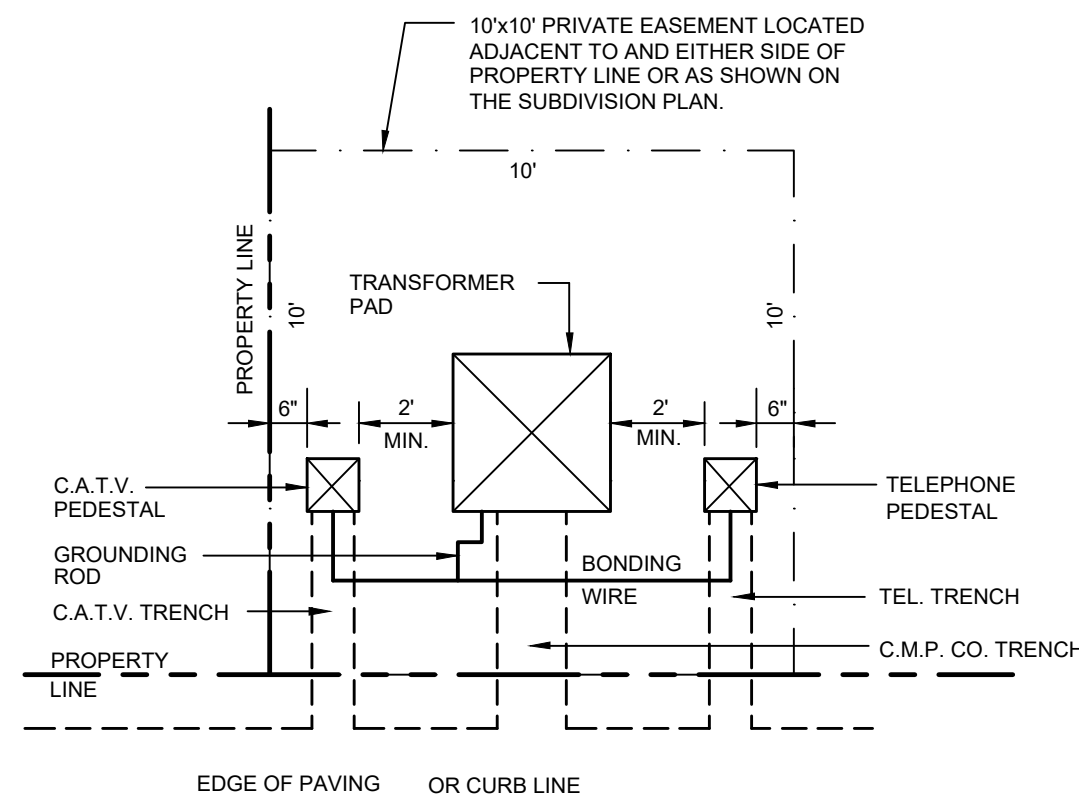 10'x10' PRIVATE EASEMENT LOCATED
ADJACENT TO AND EITHER SIDE OF
PROPERTY LINE OR AS SHOWN ON
THE SUBDIVISION PLAN.
10'
PROPERTY LINE
10'
10'
TRANSFORMER
PAD
6"
2'
MIN.
2'
MIN.
6"
C.A.T.V.
PEDESTAL
TELEPHONE
PEDESTAL
GROUNDING
ROD
BONDING
WIRE
C.A.T.V. TRENCH
TEL. TRENCH
C.M.P. CO. TRENCH
PROPERTY
LINE
EDGE OF PAVING OR CURB LINE